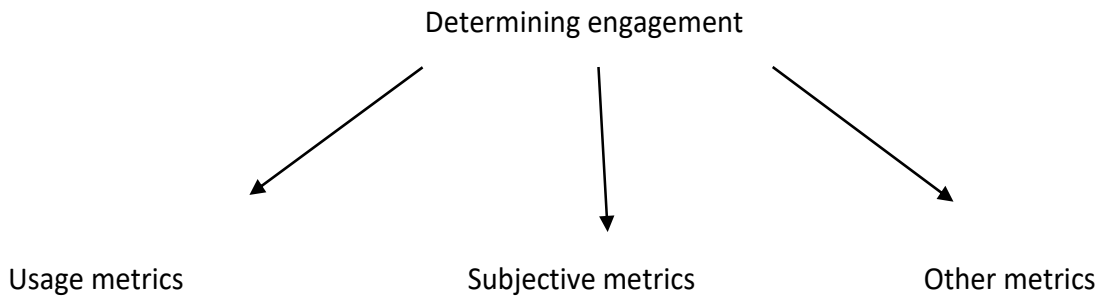 Determining engagement
Usage metrics
Subjective metrics
Other metrics